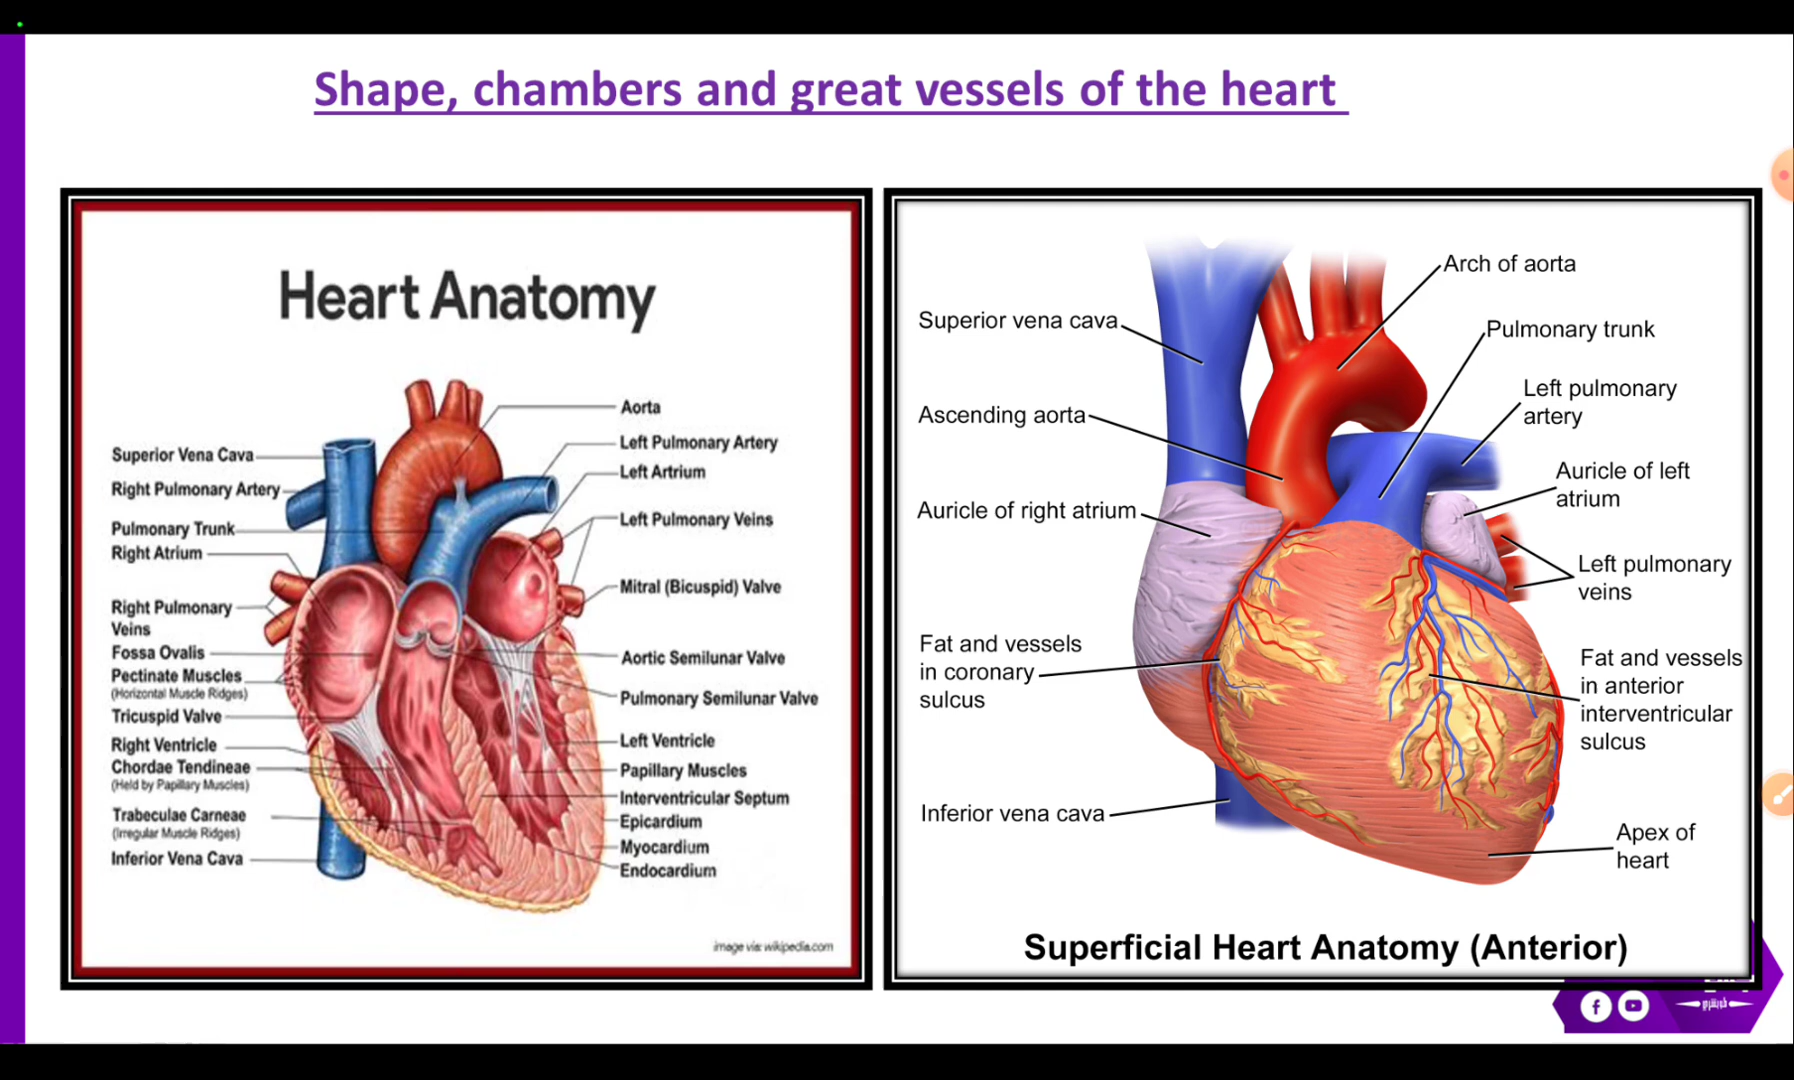 Shape, chambers and great vessels of the heart
Heart Anatomy
Superior Vena Cava
Right Pulmonary Artery
Pulmonary Trunk
Right Atrium
Right Pulmonary
Veins
Fossa Ovalis
Pectinate Muscles
(Horizontal Muscle Ridges)
Tricuspid Valve
Right Ventricle
Chordae Tendineae
(Held by Papillary Muscles)
Trabeculae Carneae
(Irregular Muscle Ridges)
Inferior Vena Cava
Aorta
Left Pulmonary Artery
Left Artrium
Left Pulmonary Veins
Mitral (Bicuspid) Valve
Aortic Semilunar Valve
Pulmonary Semilunar Valve
Left Ventricle
Papillary Muscles
Interventricular Septum
Epicardium
Myocardium
Endocardium
image via: wikipedia.com
Superior vena cava
Ascending aorta
Auricle of right atrium
Fat and vessels
in coronary
sulcus
Inferior vena cava
Arch of aorta
Pulmonary trunk
Left pulmonary
artery
Auricle of left
atrium
Left pulmonary
veins
Fat and vessels
in anterior
interventricular
sulcus
Apex of
heart
Superficial Heart Anatomy (Anterior)